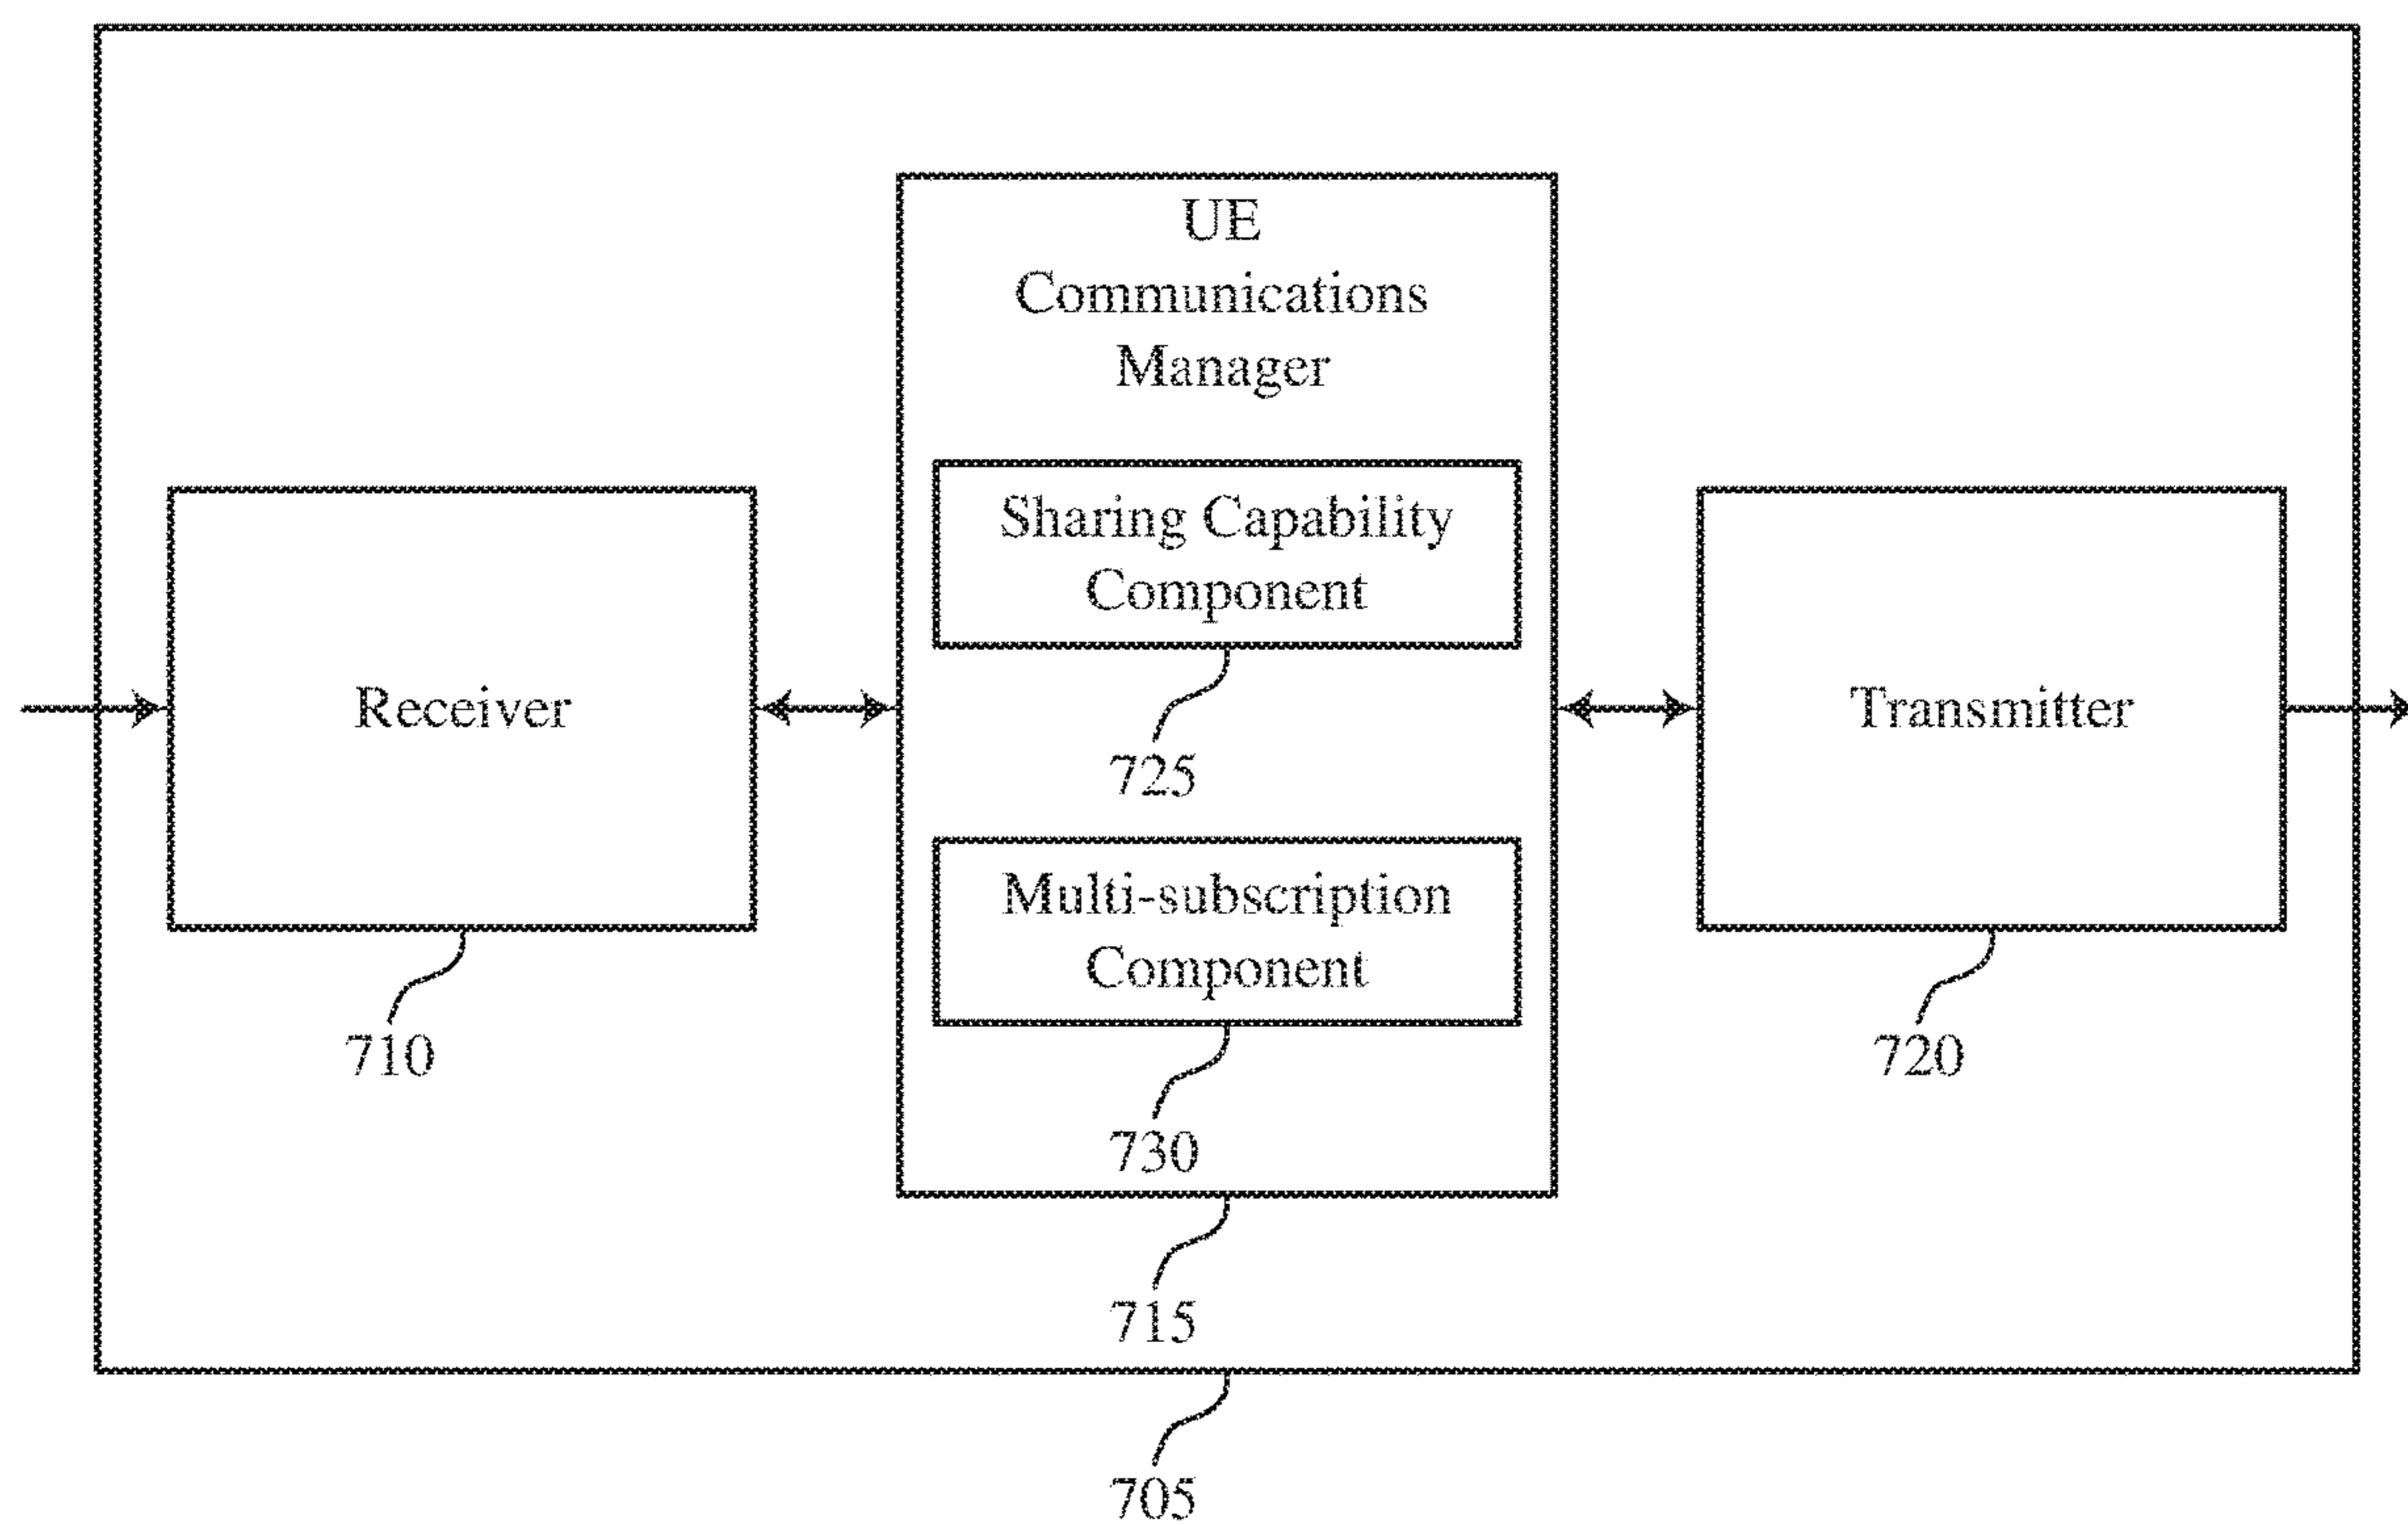 UE
Communications
Manager
Sharing Capability
Component
725
Multi-subscription
Component
730
715
Receiver
710
Transmitter
720
705